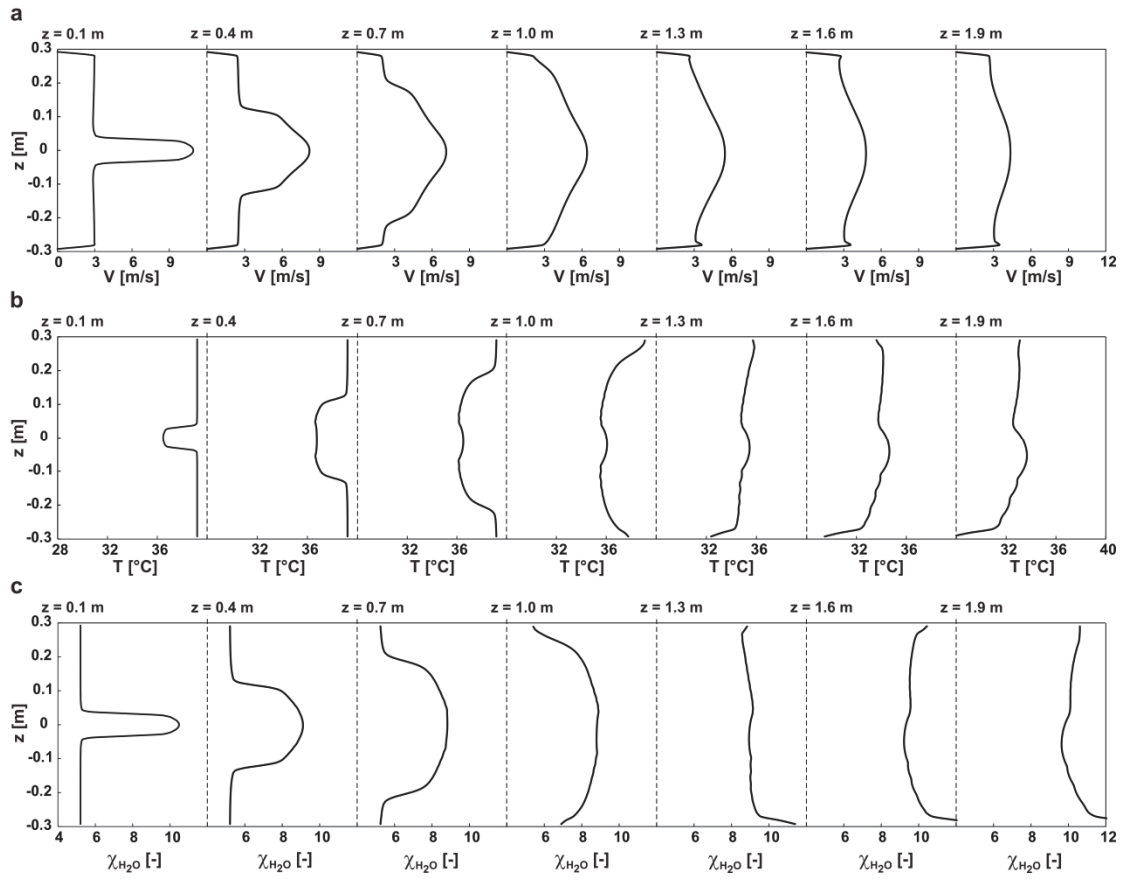 a
z = 0.1 m z = 0.4 m z = 0.7 m z = 1.0 m z = 1.3 m z = 1.6 m z = 1.9 m
0.3
0.2
0.1
0
-0.1
-0.2
-0.3
z [m]
0 3 6 9 3 6 9 3 6 9 3 6 9 3 6 9 3 6 9 3 6 9 12
V [m/s] V [m/s] V [m/s] V [m/s] V [m/s] V [m/s] V [m/s]
b
z = 0.1 m z = 0.4 z = 0.7 m z = 1.0 m z = 1.3 m z = 1.6 m z = 1.9 m
0.3
0.2
0.1
0
-0.1
-0.2
-0.3
z [m]
28 32 36 32 36 32 36 32 36 32 36 32 36 32 36 40
T [°C] T [°C] T [°C] T [°C] T [°C] T [°C] T [°C]
c
z = 0.1 m z = 0.4 m z = 0.7 m z = 1.0 m z = 1.3 m z = 1.6 m z = 1.9 m
0.3
0.2
0.1
0
-0.1
-0.2
-0.3
z [m]
4 6 8 10 6 8 10 6 8 10 6 8 10 6 8 10 6 8 10 6 8 10 12
χH₂O [-] χH₂O [-] χH₂O [-] χH₂O [-] χH₂O [-] χH₂O [-] χH₂O [-]